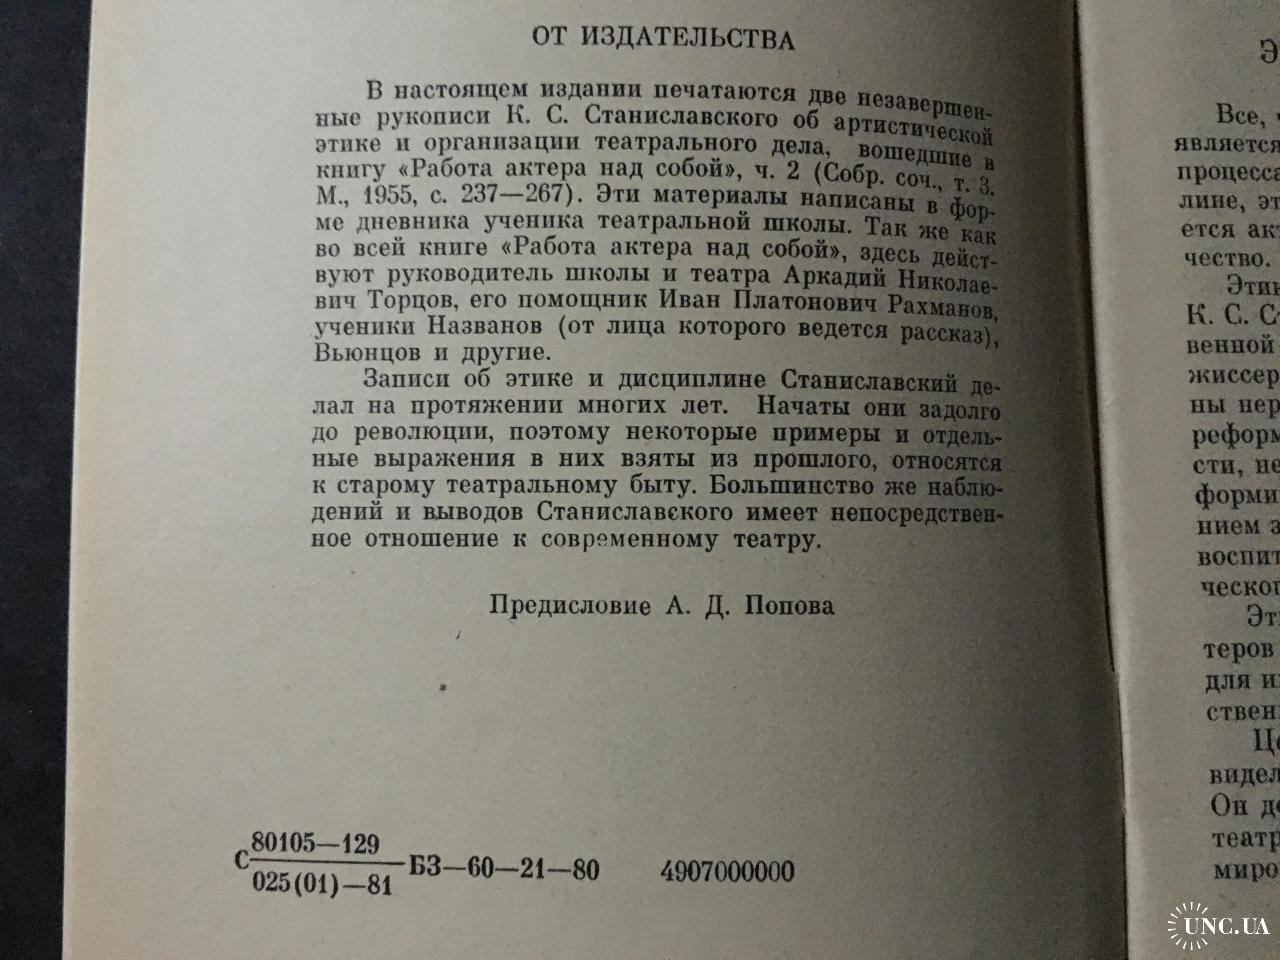 ОТ ИЗДАТЕЛЬСТВА
В настоящем издании печатаются две незавершен-
ные рукописи К. С. Станиславского об артистической
этике и организации театрального дела, вошедшие в
книгу «Работа актера над собой», ч. 2 (Собр. соч., т. 3.
М., 1955, с. 237—267). Эти материалы написаны в фор-
ме дневника ученика театральной школы. Так же как
во всей книге «Работа актера над собой», здесь дейст-
вуют руководитель школы и театра Аркадий Николае-
вич Торцов, его помощник Иван Платонович Рахманов,
ученики Названов (от лица которого ведется рассказ),
Вьюнцов и другие.
Записи об этике и дисциплине Станиславский де-
лал на протяжении многих лет. Начаты они задолго
до революции, поэтому некоторые примеры и отдель-
ные выражения в них взяты из прошлого, относятся
к старому театральному быту. Большинство же наблю-
дений и выводов Станиславского имеет непосредствен-
ное отношение к современному театру.
Предисловие А. Д. Попова
С 80105—129
025(01)—81 БЗ—60—21—80 4907000000
Все,
является
процесса
лине, эт
ется ак
чество.
Этик
К. С. С
венной
жиссер
ны нер
реформ
сти, не
форми
нием з
воспит
ческог
Эт
теров
для и
ствен
Це
видел
Он д
театр
миро
UNC.UA